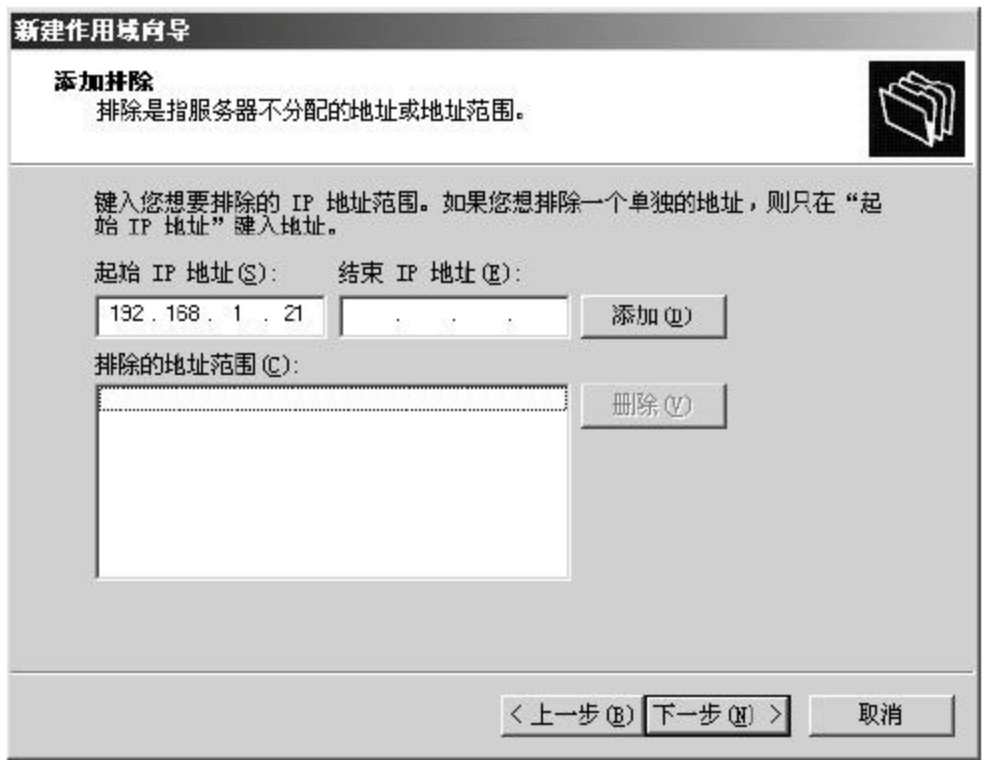 新建作用域向导
添加排除
排除是指服务器不分配的地址或地址范围。
键入您想要排除的 IP 地址范围。如果您想排除一个单独的地址,则只在“起
始 IP 地址”键入地址。
起始 IP 地址(S): 结束 IP 地址(E):
192 . 168 . 1 . 21 . . . 添加(D)
排除的地址范围(C):
删除(V)
< 上一步(B) 下一步(N) > 取消